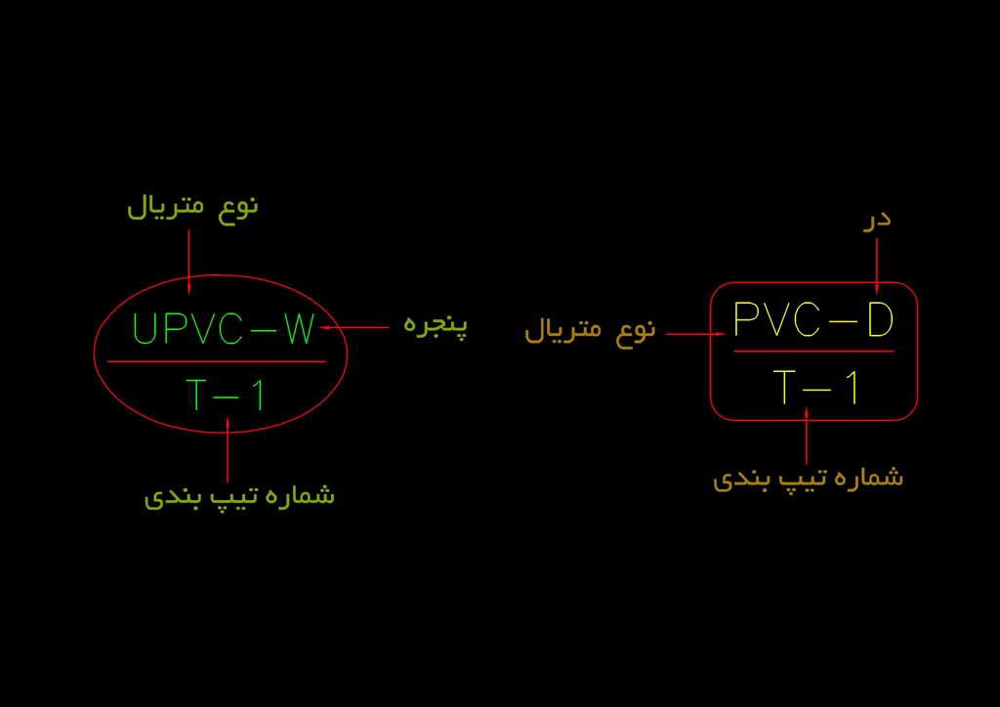 نوع متریال
UPVC-W
پنجره
T-1
شماره تیپ بندی
در
PVC-D
نوع متریال
T-1
شماره تیپ بندی